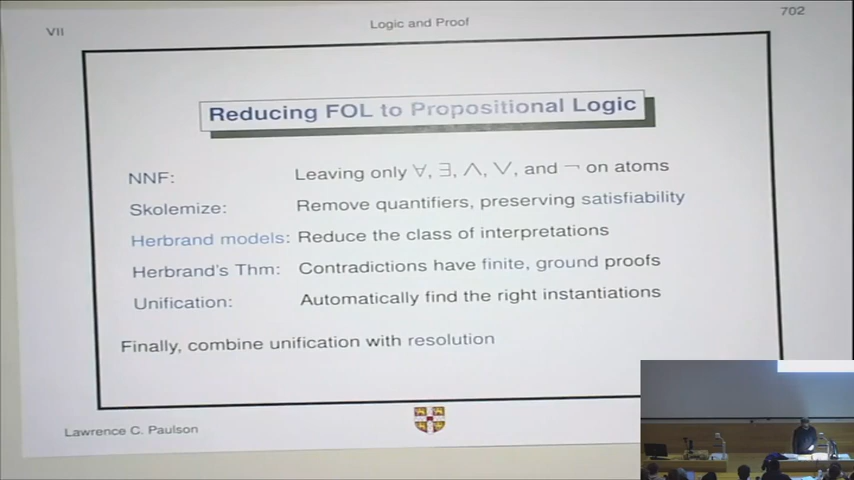 VII Logic and Proof 702
Reducing FOL to Propositional Logic
NNF: Leaving only ∀, ∃, ∧, ∨, and ¬ on atoms
Skolemize: Remove quantifiers, preserving satisfiability
Herbrand models: Reduce the class of interpretations
Herbrand's Thm: Contradictions have finite, ground proofs
Unification: Automatically find the right instantiations
Finally, combine unification with resolution
Lawrence C. Paulson